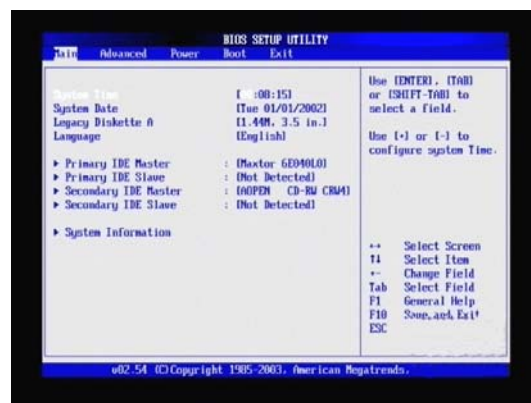 BIOS SETUP UTILITY
Main Advanced Power Boot Exit
System Time [ :08:15]
System Date [Tue 01/01/2002]
Legacy Diskette A [1.44M, 3.5 in.]
Language [English]
Primary IDE Master : [Maxtor 6E040L0]
Primary IDE Slave : [Not Detected]
Secondary IDE Master : [AOPEN CD-RW CRW4]
Secondary IDE Slave : [Not Detected]
System Information
Use [ENTER], [TAB]
or [SHIFT-TAB] to
select a field.
Use [+] or [-] to
configure system Time.
↔ Select Screen
↑↓ Select Item
+- Change Field
Tab Select Field
F1 General Help
F10 Save and Exit
ESC
v02.54 (C)Copyright 1985-2003, American Megatrends.